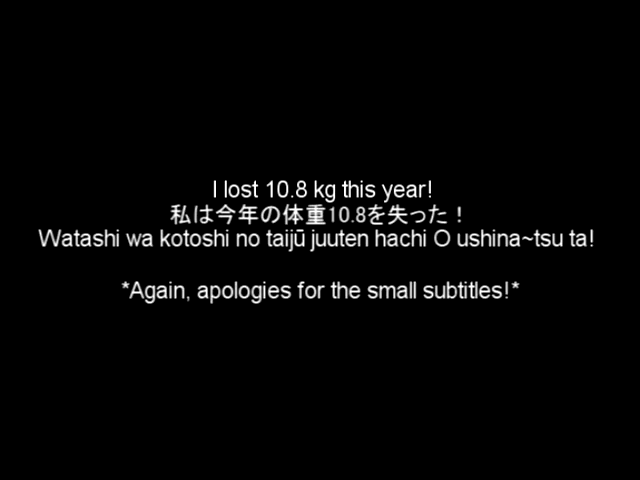 I lost 10.8 kg this year!
私は今年の体重10.8を失った！
Watashi wa kotoshi no taijū juuten hachi O ushina~tsu ta!
*Again, apologies for the small subtitles!*